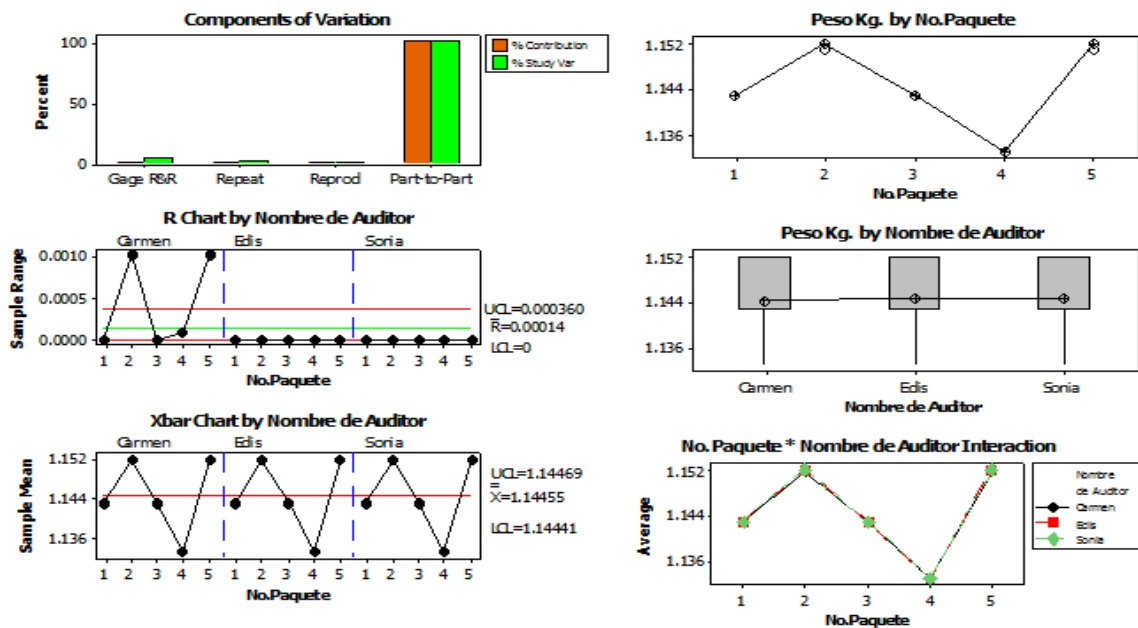 Components of Variation
Percent
100
50
0
Gage R&R Repeat Reprod Part-to-Part
% Contribution
% Study Var
Peso Kg. by No.Paquete
1.152
1.144
1.136
1 2 3 4 5
No.Paquete
R Chart by Nombre de Auditor
Carmen Edis Sonia
Sample Range
0.0010
0.0005
0.0000
UCL=0.000360
R=0.00014
LCL=0
1 2 3 4 5 1 2 3 4 5 1 2 3 4 5
No.Paquete
Peso Kg. by Nombre de Auditor
1.152
1.144
1.136
Carmen Edis Sonia
Nombre de Auditor
Xbar Chart by Nombre de Auditor
Carmen Edis Sonia
Sample Mean
1.152
1.144
1.136
UCL=1.14469
X=1.14455
LCL=1.14441
1 2 3 4 5 1 2 3 4 5 1 2 3 4 5
No.Paquete
No.Paquete * Nombre de Auditor Interaction
Average
1.152
1.144
1.136
1 2 3 4 5
No.Paquete
Nombre
de Auditor
Carmen
Edis
Sonia